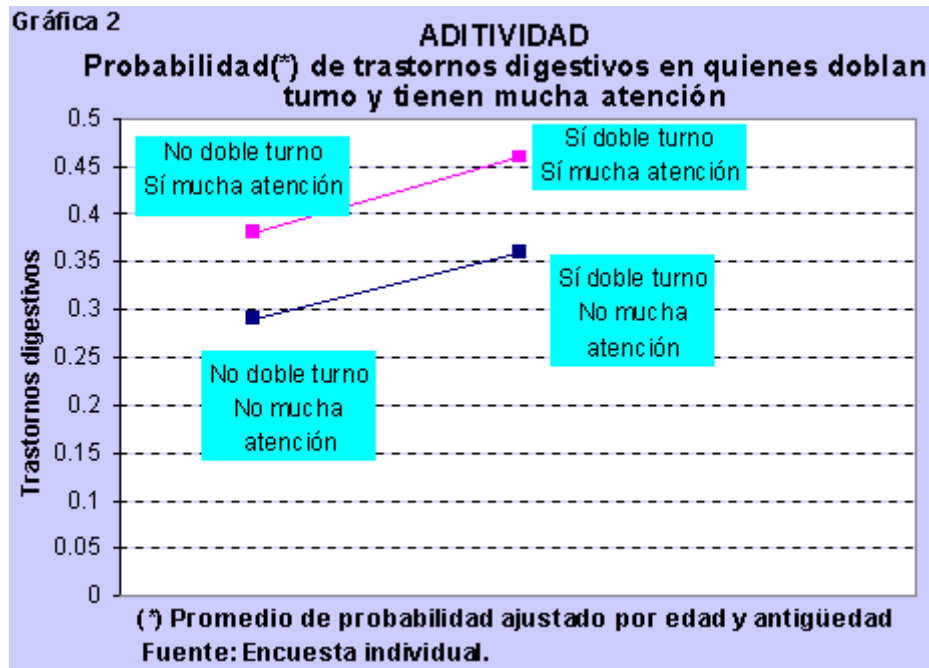 Gráfica 2
ADITIVIDAD
Probabilidad(*) de trastornos digestivos en quienes doblan
turno y tienen mucha atención
Trastornos digestivos
0.5
0.45
0.4
0.35
0.3
0.25
0.2
0.15
0.1
0.05
0
No doble turno
Sí mucha atención
Sí doble turno
Sí mucha atención
No doble turno
No mucha
atención
Sí doble turno
No mucha
atención
(*) Promedio de probabilidad ajustado por edad y antigüedad
Fuente: Encuesta individual.